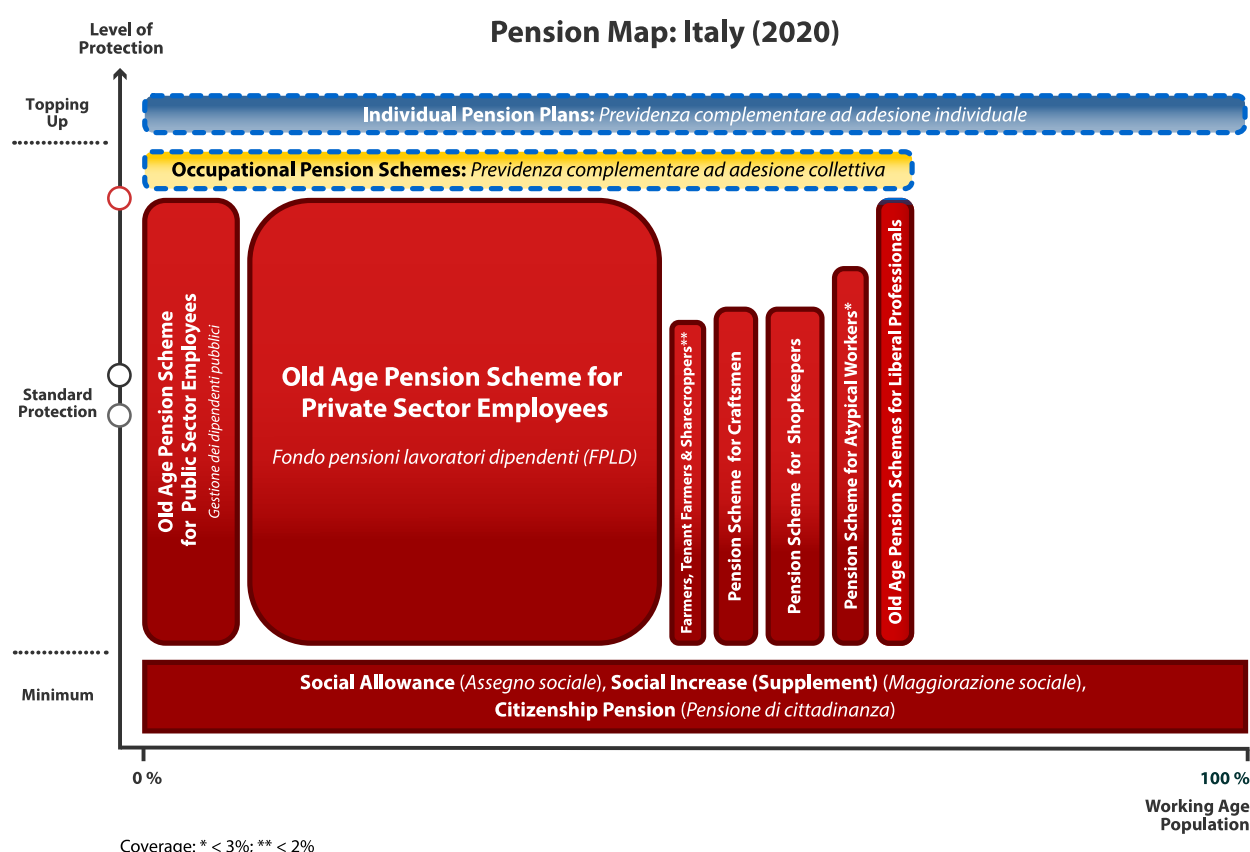 Pension Map: Italy (2020)
Level of
Protection
Topping
Up
Individual Pension Plans: Previdenza complementare ad adesione individuale
Occupational Pension Schemes: Previdenza complementare ad adesione collettiva
Standard
Protection
Old Age Pension Scheme
for Public Sector Employees
Gestione dei dipendenti pubblici
Old Age Pension Scheme for
Private Sector Employees
Fondo pensioni lavoratori dipendenti (FPLD)
Farmers, Tenant Farmers & Sharecroppers**
Pension Scheme for Craftsmen
Pension Scheme for Shopkeepers
Pension Scheme for Atypical Workers*
Old Age Pension Schemes for Liberal Professionals
Minimum
Social Allowance (Assegno sociale), Social Increase (Supplement) (Maggiorazione sociale),
Citizenship Pension (Pensione di cittadinanza)
0 %
100 %
Working Age
Population
Coverage: * < 3%; ** < 2%